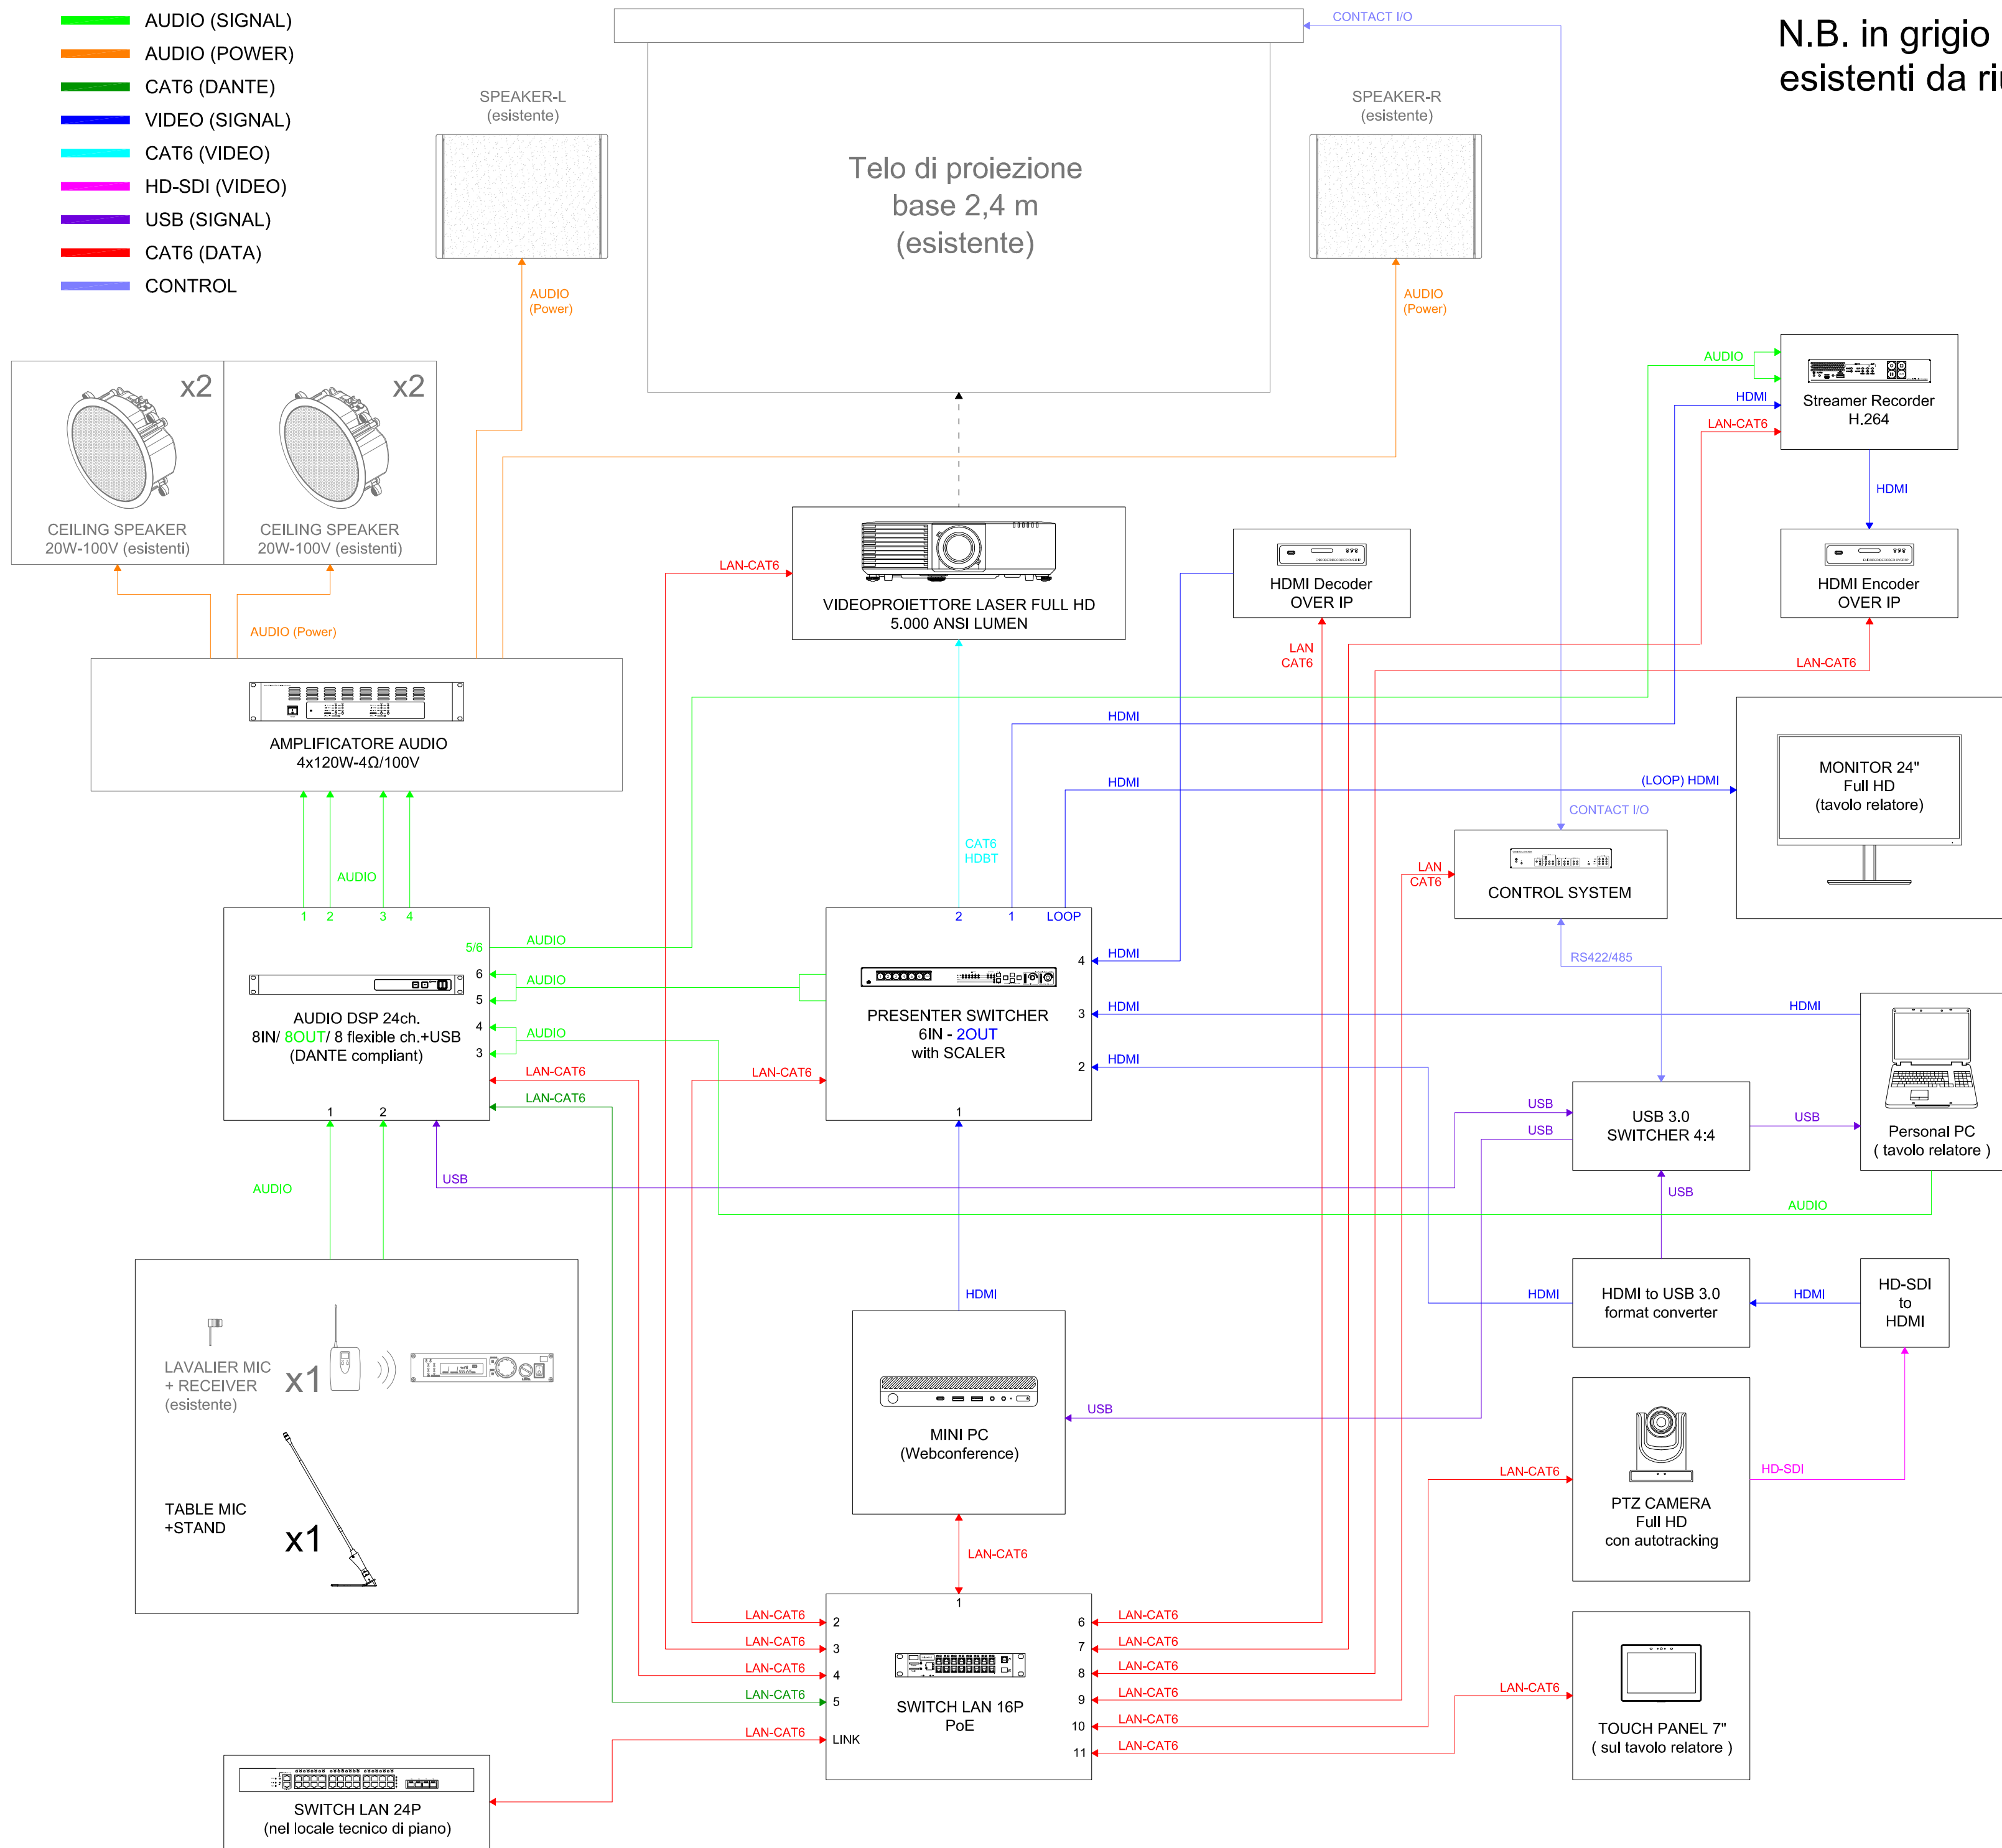 AUDIO (SIGNAL)
AUDIO (POWER)
CAT6 (DANTE)
VIDEO (SIGNAL)
CAT6 (VIDEO)
HD-SDI (VIDEO)
USB (SIGNAL)
CAT6 (DATA)
CONTROL
CONTACT I/O
N.B. in grigio
esistenti da
SPEAKER-L
(esistente)
Telo di proiezione
base 2,4 m
(esistente)
SPEAKER-R
(esistente)
AUDIO
(Power)
AUDIO
(Power)
x2
x2
CEILING SPEAKER
20W-100V (esistenti)
CEILING SPEAKER
20W-100V (esistenti)
AUDIO
HDMI
LAN-CAT6
Streamer Recorder
H.264
HDMI
LAN-CAT6
VIDEOPROIETTORE LASER FULL HD
5.000 ANSI LUMEN
HDMI Decoder
OVER IP
HDMI Encoder
OVER IP
AUDIO (Power)
LAN
CAT6
LAN-CAT6
AMPLIFICATORE AUDIO
4x120W-4Ω/100V
HDMI
HDMI
(LOOP) HDMI
MONITOR 24"
Full HD
(tavolo relatore)
CONTACT I/O
CAT6
HDBT
LAN
CAT6
CONTROL SYSTEM
AUDIO
1
2
3
4
5/6
AUDIO
6
AUDIO
5
4
AUDIO
3
AUDIO DSP 24ch.
8IN/ 8OUT/ 8 flexible ch.+USB
(DANTE compliant)
LAN-CAT6
LAN-CAT6
1
2
2
1
LOOP
4
HDMI
3
HDMI
HDMI
2
HDMI
PRESENTER SWITCHER
6IN - 2OUT
with SCALER
LAN-CAT6
1
RS422/485
USB
USB
USB 3.0
SWITCHER 4:4
USB
Personal PC
( tavolo relatore )
AUDIO
USB
USB
AUDIO
HDMI
HDMI
HDMI to USB 3.0
format converter
HDMI
HD-SDI
to
HDMI
LAVALIER MIC
+ RECEIVER
(esistente)
x1
TABLE MIC
+STAND
x1
MINI PC
(Webconference)
USB
LAN-CAT6
HD-SDI
PTZ CAMERA
Full HD
con autotracking
LAN-CAT6
1
LAN-CAT6
2
LAN-CAT6
3
LAN-CAT6
4
LAN-CAT6
5
LAN-CAT6
LINK
SWITCH LAN 16P
PoE
6
LAN-CAT6
7
LAN-CAT6
8
LAN-CAT6
9
LAN-CAT6
10
LAN-CAT6
11
LAN-CAT6
LAN-CAT6
TOUCH PANEL 7"
( sul tavolo relatore )
SWITCH LAN 24P
(nel locale tecnico di piano)